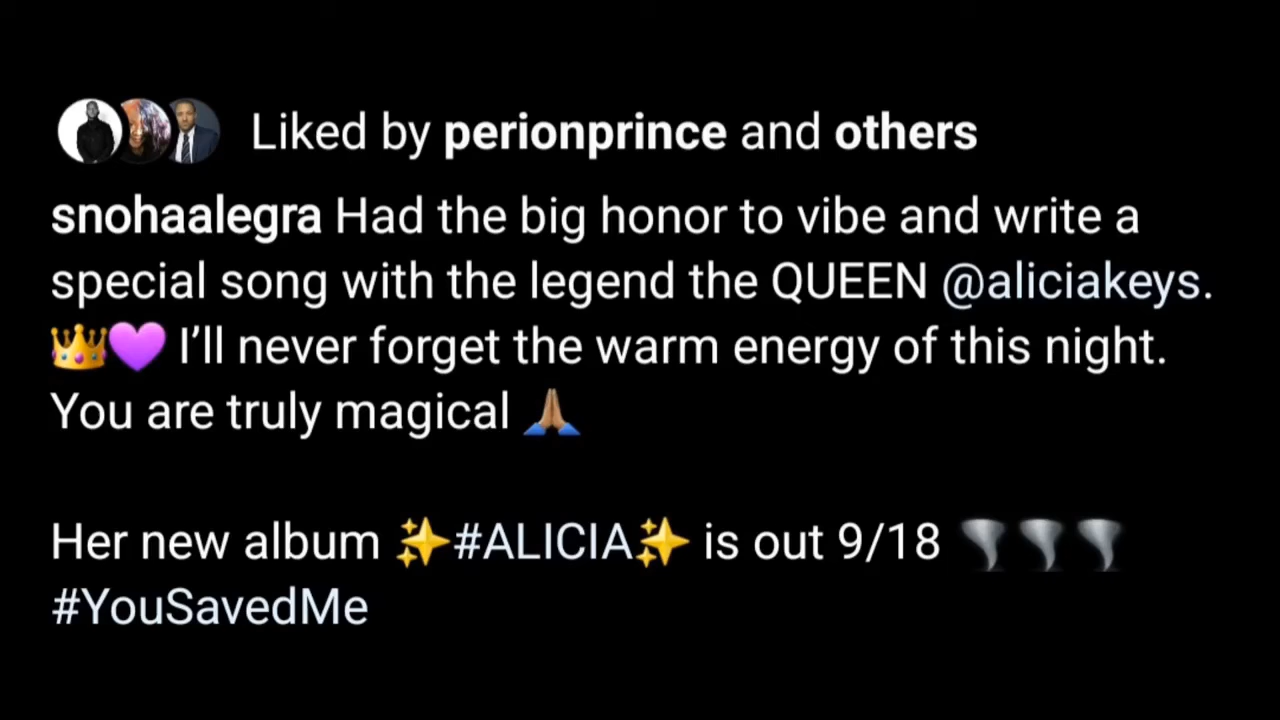 Liked by perionprince and others
snohaalegra Had the big honor to vibe and write a
special song with the legend the QUEEN @aliciakeys.
👑💜 I’ll never forget the warm energy of this night.
You are truly magical 🙏🏽
Her new album ✨#ALICIA✨ is out 9/18 🌪🌪🌪
#YouSavedMe